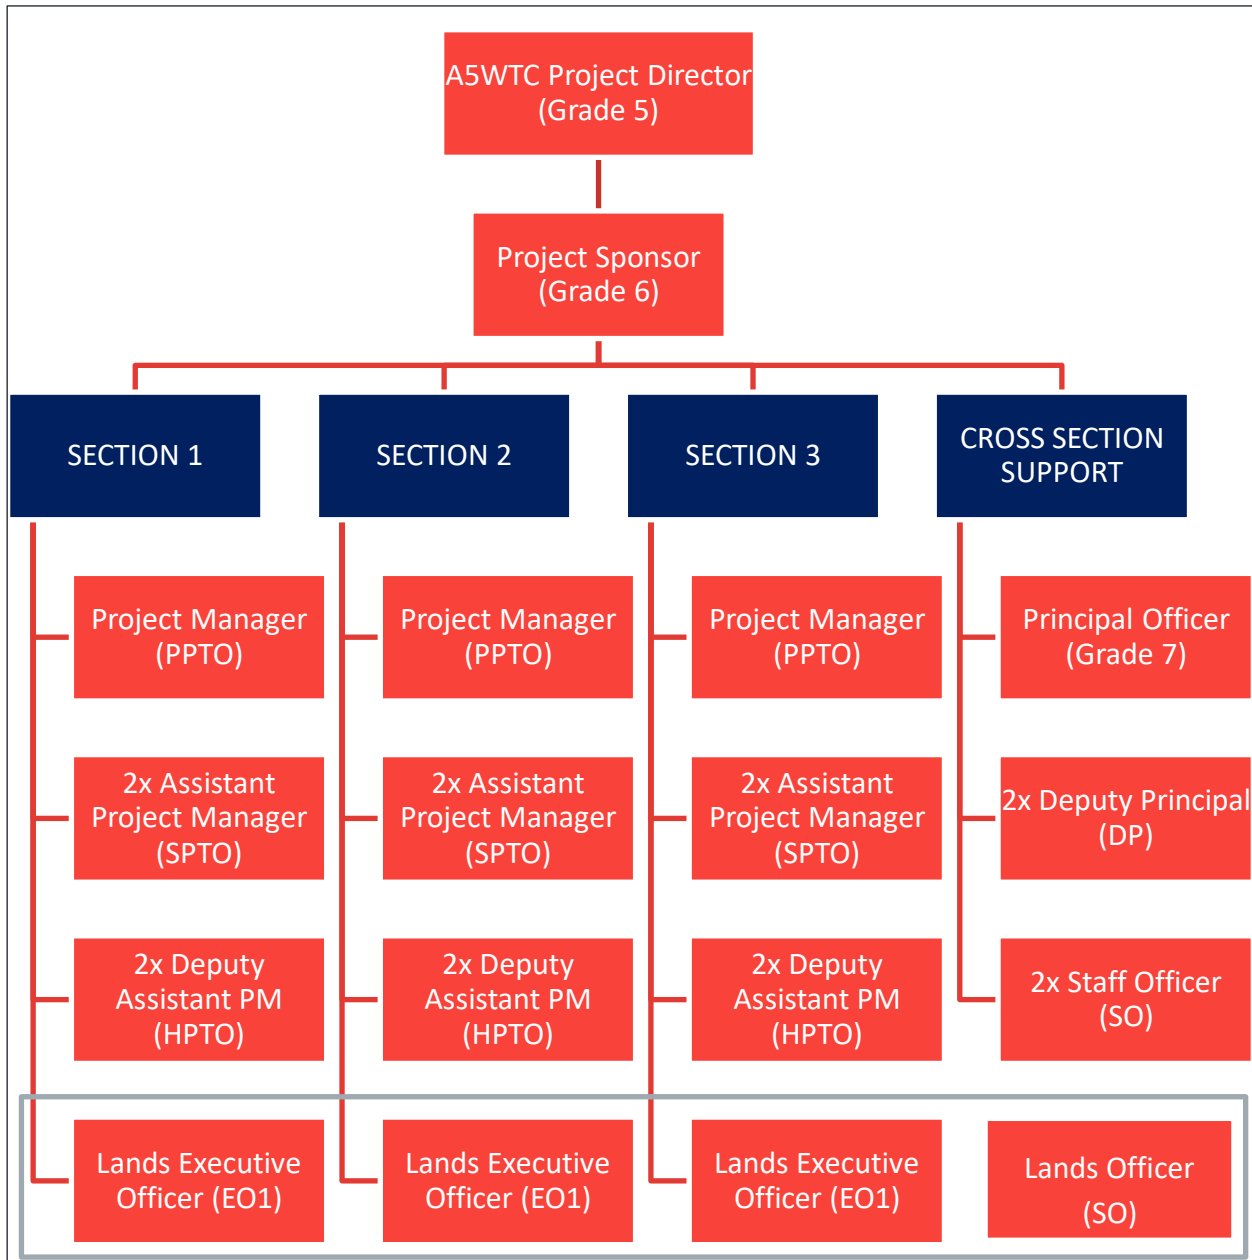 A5WTC Project Director
(Grade 5)
Project Sponsor
(Grade 6)
SECTION 1
SECTION 2
SECTION 3
CROSS SECTION
SUPPORT
Project Manager
(PPTO)
Project Manager
(PPTO)
Project Manager
(PPTO)
Principal Officer
(Grade 7)
2x Assistant
Project Manager
(SPTO)
2x Assistant
Project Manager
(SPTO)
2x Assistant
Project Manager
(SPTO)
2x Deputy Principal
(DP)
2x Deputy
Assistant PM
(HPTO)
2x Deputy
Assistant PM
(HPTO)
2x Deputy
Assistant PM
(HPTO)
2x Staff Officer
(SO)
Lands Executive
Officer (EO1)
Lands Executive
Officer (EO1)
Lands Executive
Officer (EO1)
Lands Officer
(SO)